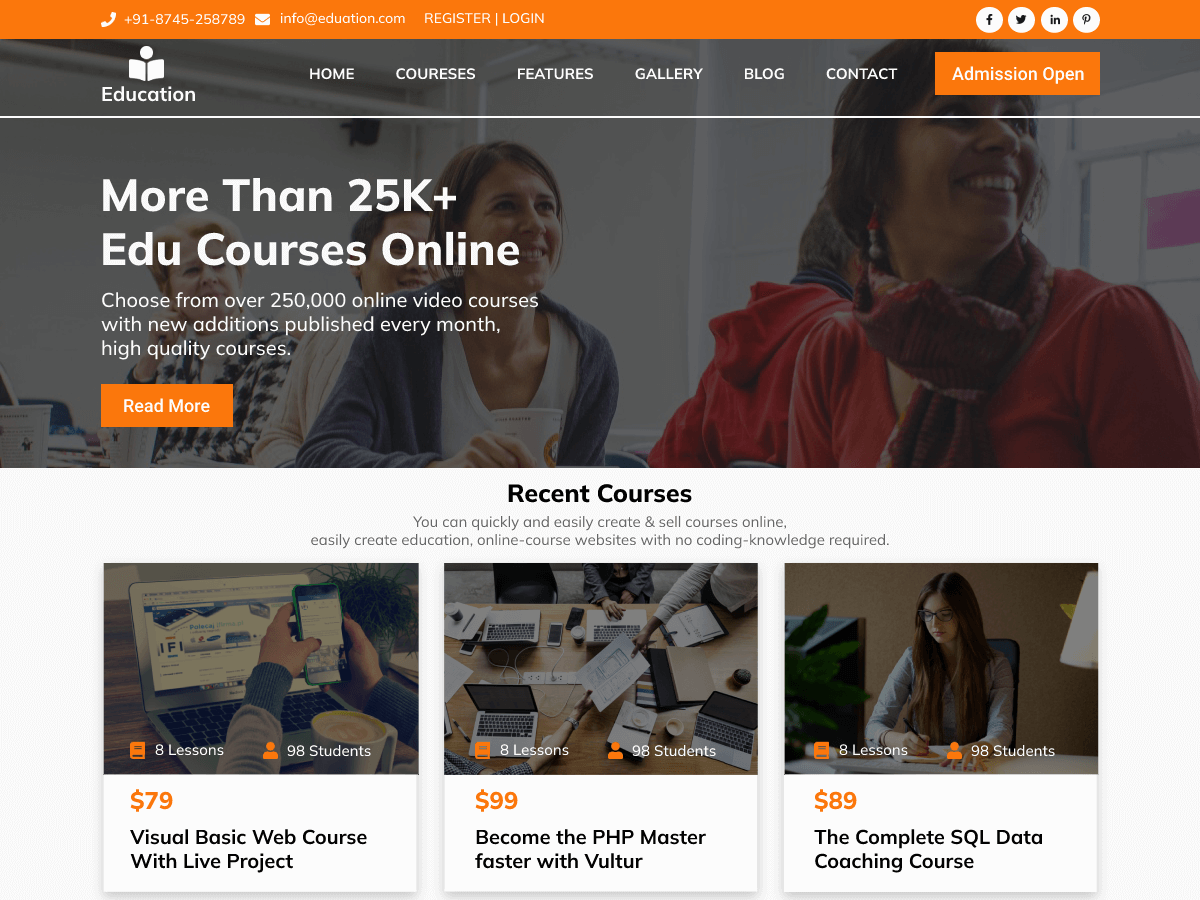 +91-8745-258789 info@eduation.com REGISTER | LOGIN
Education
HOME COURESES FEATURES GALLERY BLOG CONTACT Admission Open
More Than 25K+
Edu Courses Online
Choose from over 250,000 online video courses
with new additions published every month,
high quality courses.
Read More
Recent Courses
You can quickly and easily create & sell courses online,
easily create education, online-course websites with no coding-knowledge required.
8 Lessons 98 Students
$79
Visual Basic Web Course
With Live Project
8 Lessons 98 Students
$99
Become the PHP Master
faster with Vultur
8 Lessons 98 Students
$89
The Complete SQL Data
Coaching Course